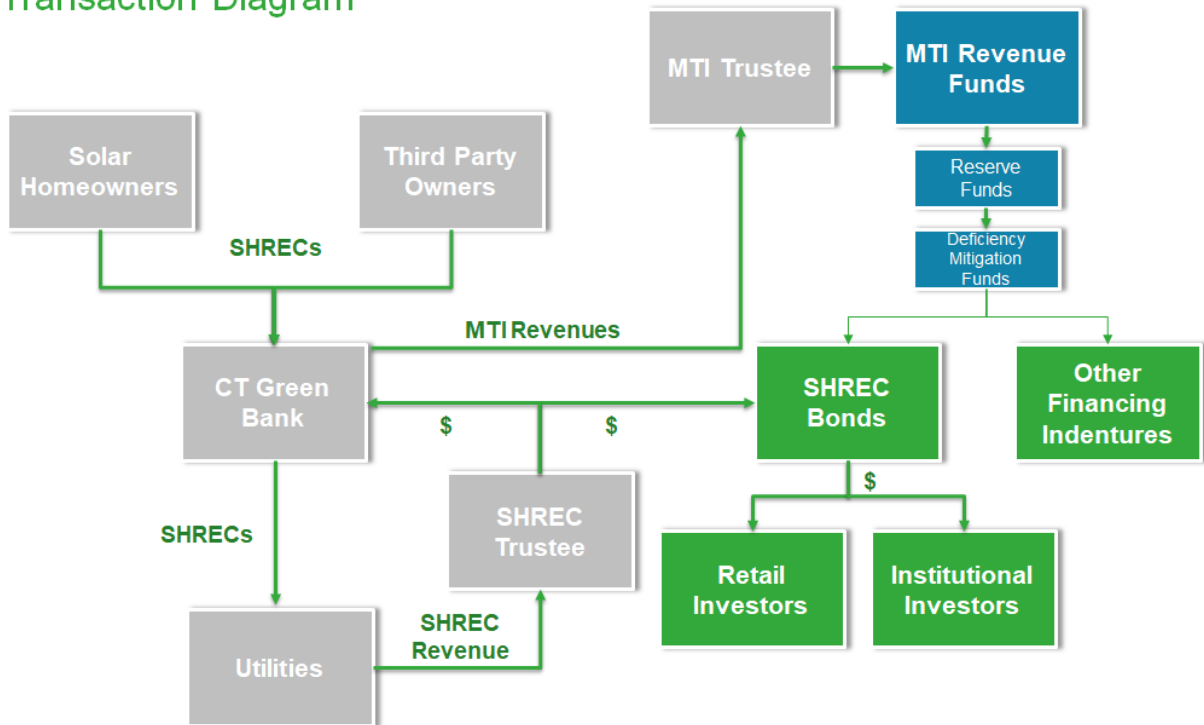 Transaction Diagram
MTI Trustee
MTI Revenue
Funds
Solar
Homeowners
Third Party
Owners
Reserve
Funds
SHRECs
Deficiency
Mitigation
Funds
MTI Revenues
CT Green
Bank
SHREC
Bonds
Other
Financing
Indentures
$
$
$
SHRECs
SHREC
Trustee
Retail
Investors
Institutional
Investors
SHREC
Revenue
Utilities